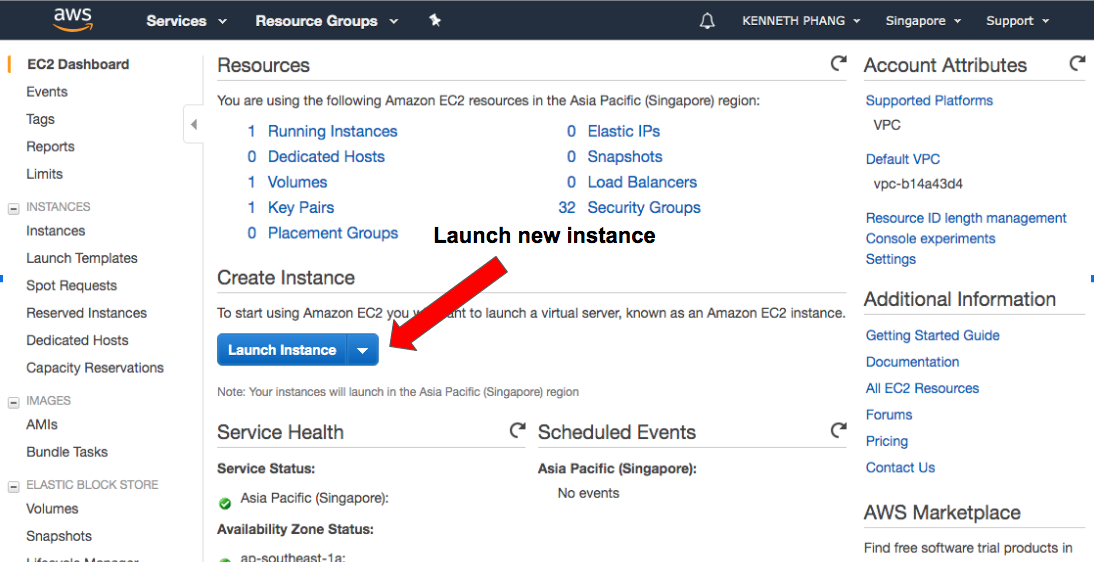 aws
Services
Resource Groups
KENNETH PHANG
Singapore
Support
EC2 Dashboard
Events
Tags
Reports
Limits
INSTANCES
Instances
Launch Templates
Spot Requests
Reserved Instances
Dedicated Hosts
Capacity Reservations
IMAGES
AMIs
Bundle Tasks
ELASTIC BLOCK STORE
Volumes
Snapshots
Lifecycle Manager
Resources
You are using the following Amazon EC2 resources in the Asia Pacific (Singapore) region:
1 Running Instances
0 Elastic IPs
0 Dedicated Hosts
0 Snapshots
1 Volumes
0 Load Balancers
1 Key Pairs
32 Security Groups
0 Placement Groups
Launch new instance
Create Instance
To start using Amazon EC2 you to launch a virtual server, known as an Amazon EC2 instance.
Launch Instance
Note: Your instances will launch in the Asia Pacific (Singapore) region
Service Health
Service Status:
Asia Pacific (Singapore):
Availability Zone Status:
ap-southeast-1a:
Scheduled Events
Asia Pacific (Singapore):
No events
Account Attributes
Supported Platforms
VPC
Default VPC
vpc-b14a43d4
Resource ID length management
Console experiments
Settings
Additional Information
Getting Started Guide
Documentation
All EC2 Resources
Forums
Pricing
Contact Us
AWS Marketplace
Find free software trial products in